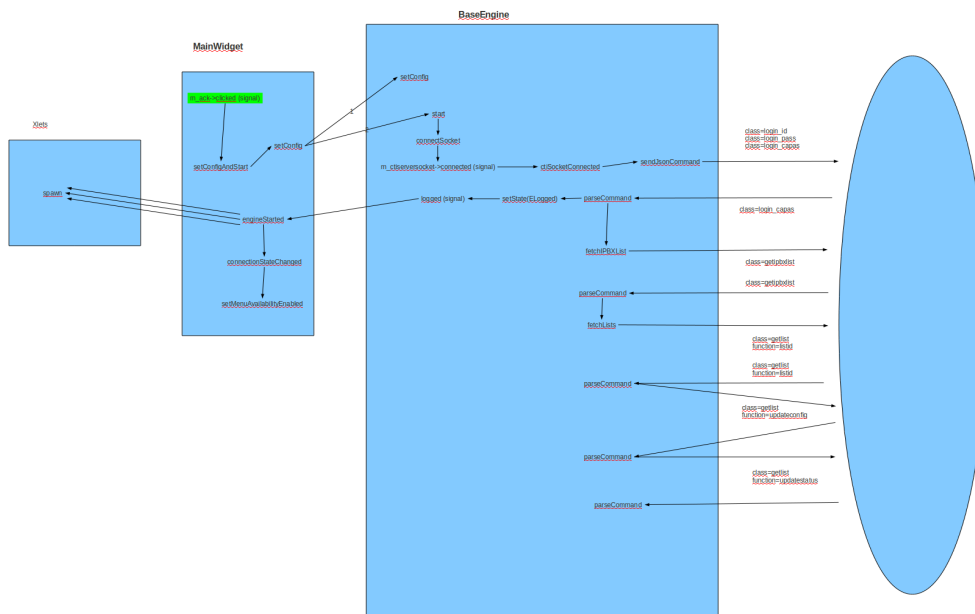 BaseEngine
MainWidget
Xlets
m_ack->clicked (signal)
setConfig
1
2
start
setConfig
connectSocket
setConfigAndStart
m_ctiserversocket->connected (signal)
ctiSocketConnected
sendJsonCommand
class=login_id
class=login_pass
class=login_capas
spawn
engineStarted
logged (signal)
setState(ELogged)
parseCommand
class=login_capas
connectionStateChanged
fetchIPBXList
class=getipbxlist
class=getipbxlist
setMenuAvailabilityEnabled
parseCommand
fetchLists
class=getlist
function=listid
class=getlist
function=listid
parseCommand
class=getlist
function=updateconfig
parseCommand
class=getlist
function=updatestatus
parseCommand